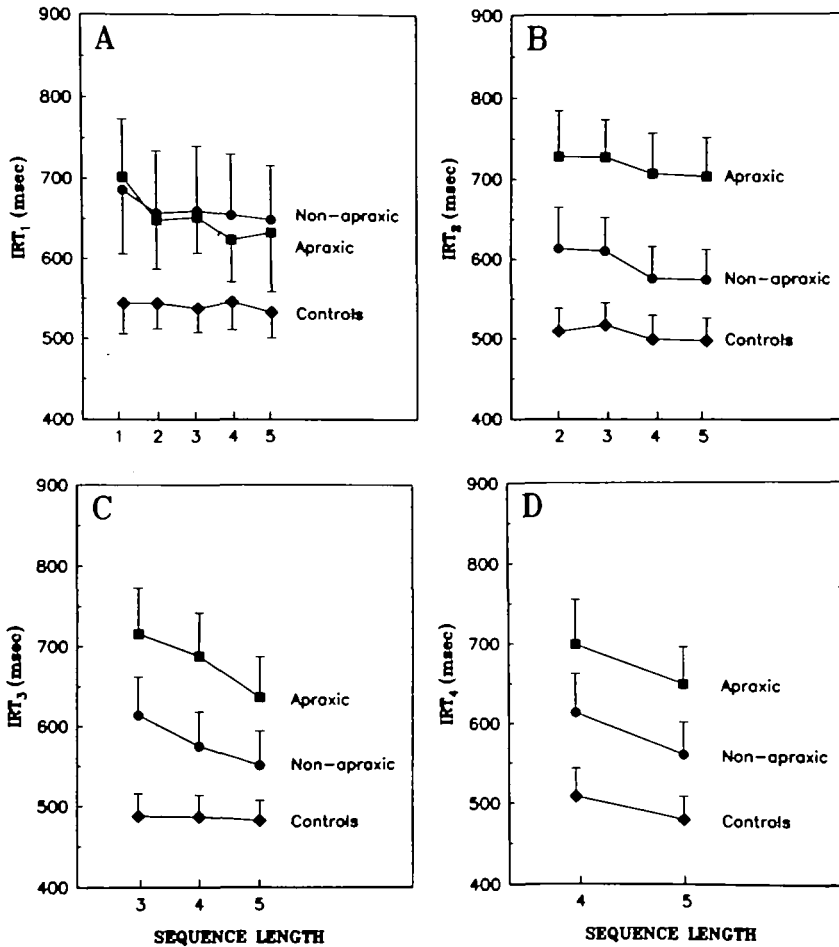 A
900
800
700
600
500
400
IRT1 (msec)
Non-apraxic
Apraxic
Controls
1 2 3 4 5
B
900
800
700
600
500
400
IRT2 (msec)
Apraxic
Non-apraxic
Controls
2 3 4 5
C
900
800
700
600
500
400
IRT3 (msec)
Apraxic
Non-apraxic
Controls
3 4 5
SEQUENCE LENGTH
D
900
800
700
600
500
400
IRT4 (msec)
Apraxic
Non-apraxic
Controls
4 5
SEQUENCE LENGTH